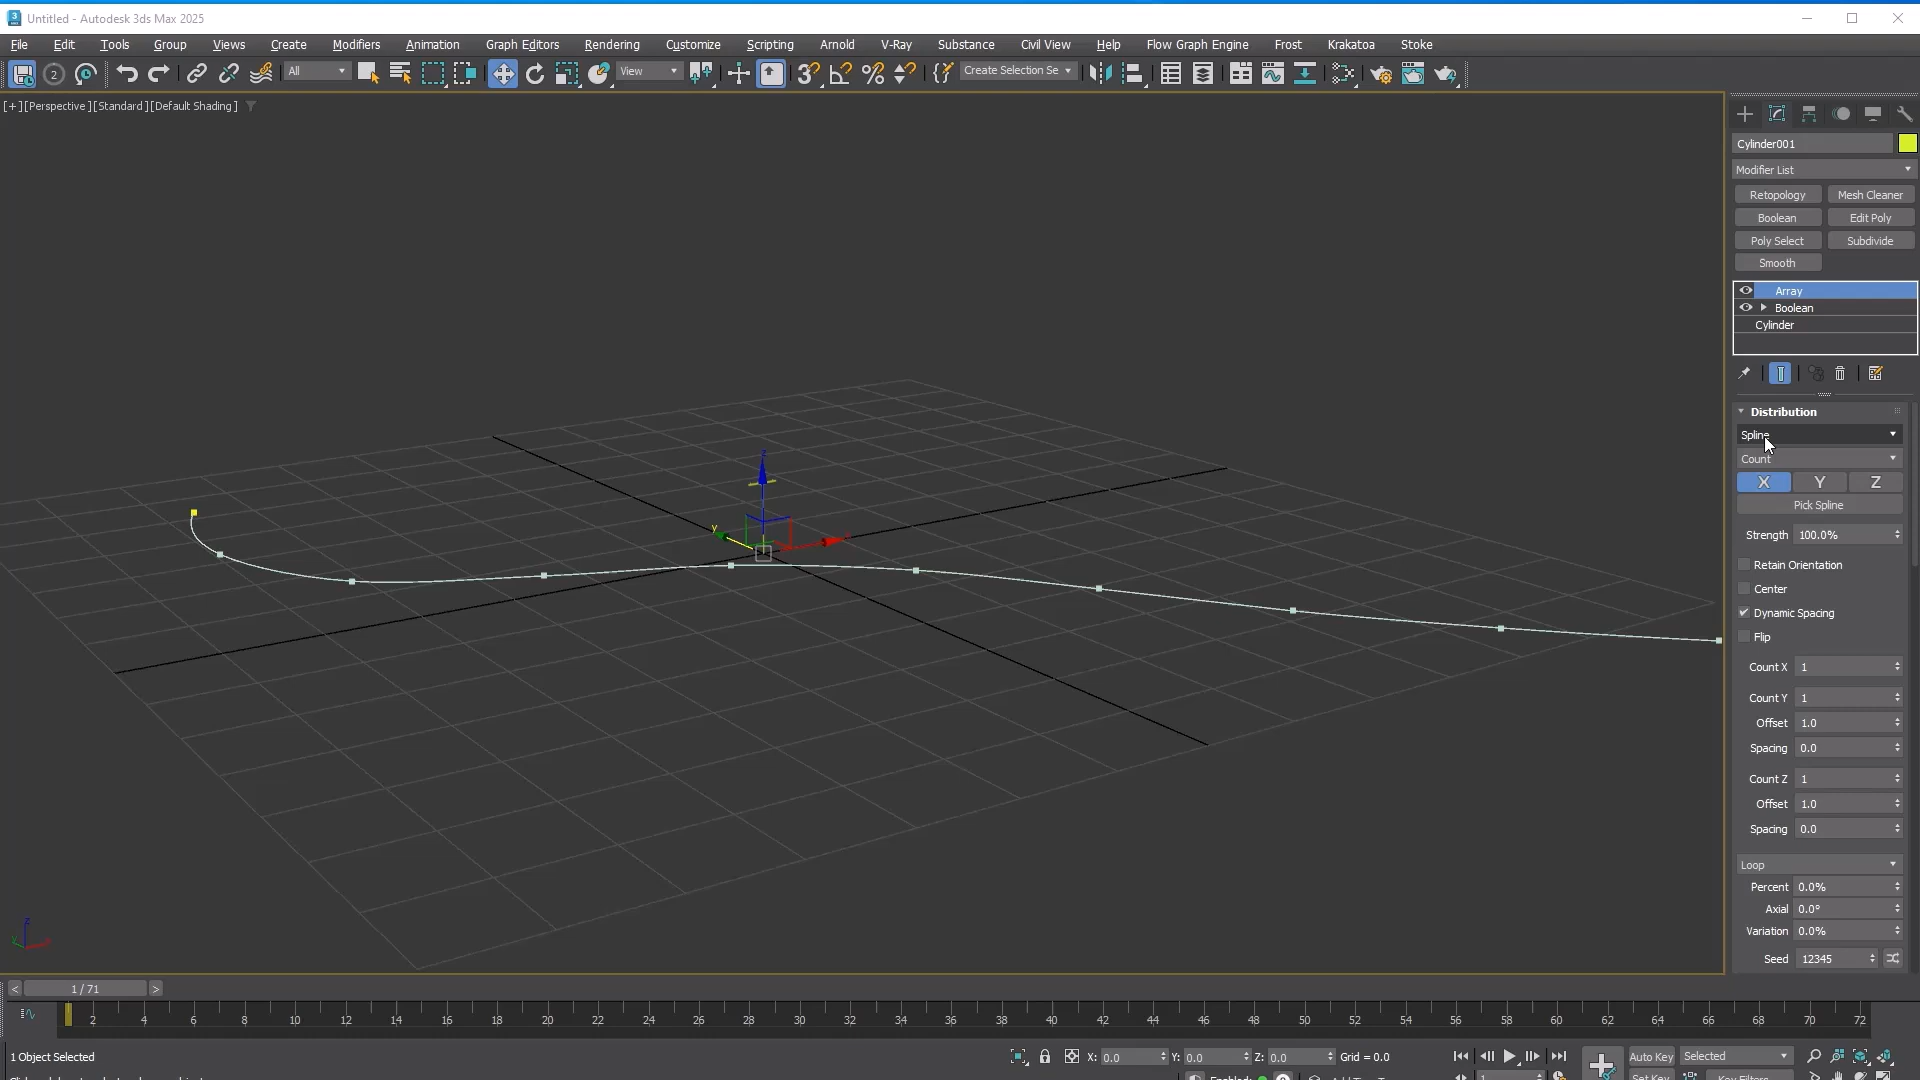 Untitled - Autodesk 3ds Max 2025
File Edit Tools Group Views Create Modifiers Animation Graph Editors Rendering Customize Scripting Arnold V-Ray Substance Civil View Help Flow Graph Engine Frost Krakatoa Stoke
2 All View 3 Create Selection Se
[+][Perspective][Standard][Default Shading]
Cylinder001
Modifier List
Retopology Mesh Cleaner
Boolean Edit Poly
Poly Select Subdivide
Smooth
Array
Boolean
Cylinder
Distribution
Spline
Count
X Y Z
Pick Spline
Strength 100.0%
Retain Orientation
Center
Dynamic Spacing
Flip
Count X 1
Count Y 1
Offset 1.0
Spacing 0.0
Count Z 1
Offset 1.0
Spacing 0.0
Loop
Percent 0.0%
Axial 0.0°
Variation 0.0%
Seed 12345
z
y
< 1 / 71 >
2 4 6 8 10 12 14 16 18 20 22 24 26 28 30 32 34 36 38 40 42 44 46 48 50 52 54 56 58 60 62 64 66 68 70 72
1 Object Selected X: 0.0 Y: 0.0 Z: 0.0 Grid = 0.0 Auto Key Selected